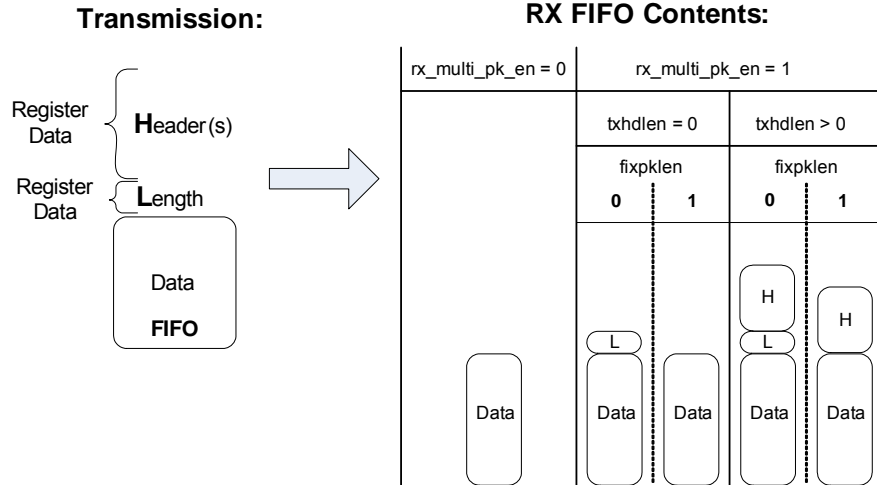 Transmission:
RX FIFO Contents:
Register
Data
Header(s)
Register
Data
Length
Data
FIFO
rx_multi_pk_en = 0
rx_multi_pk_en = 1
txhdlen = 0
txhdlen > 0
fixpklen
fixpklen
0 1 0 1
H
H
L
L
Data
Data
Data
Data
Data